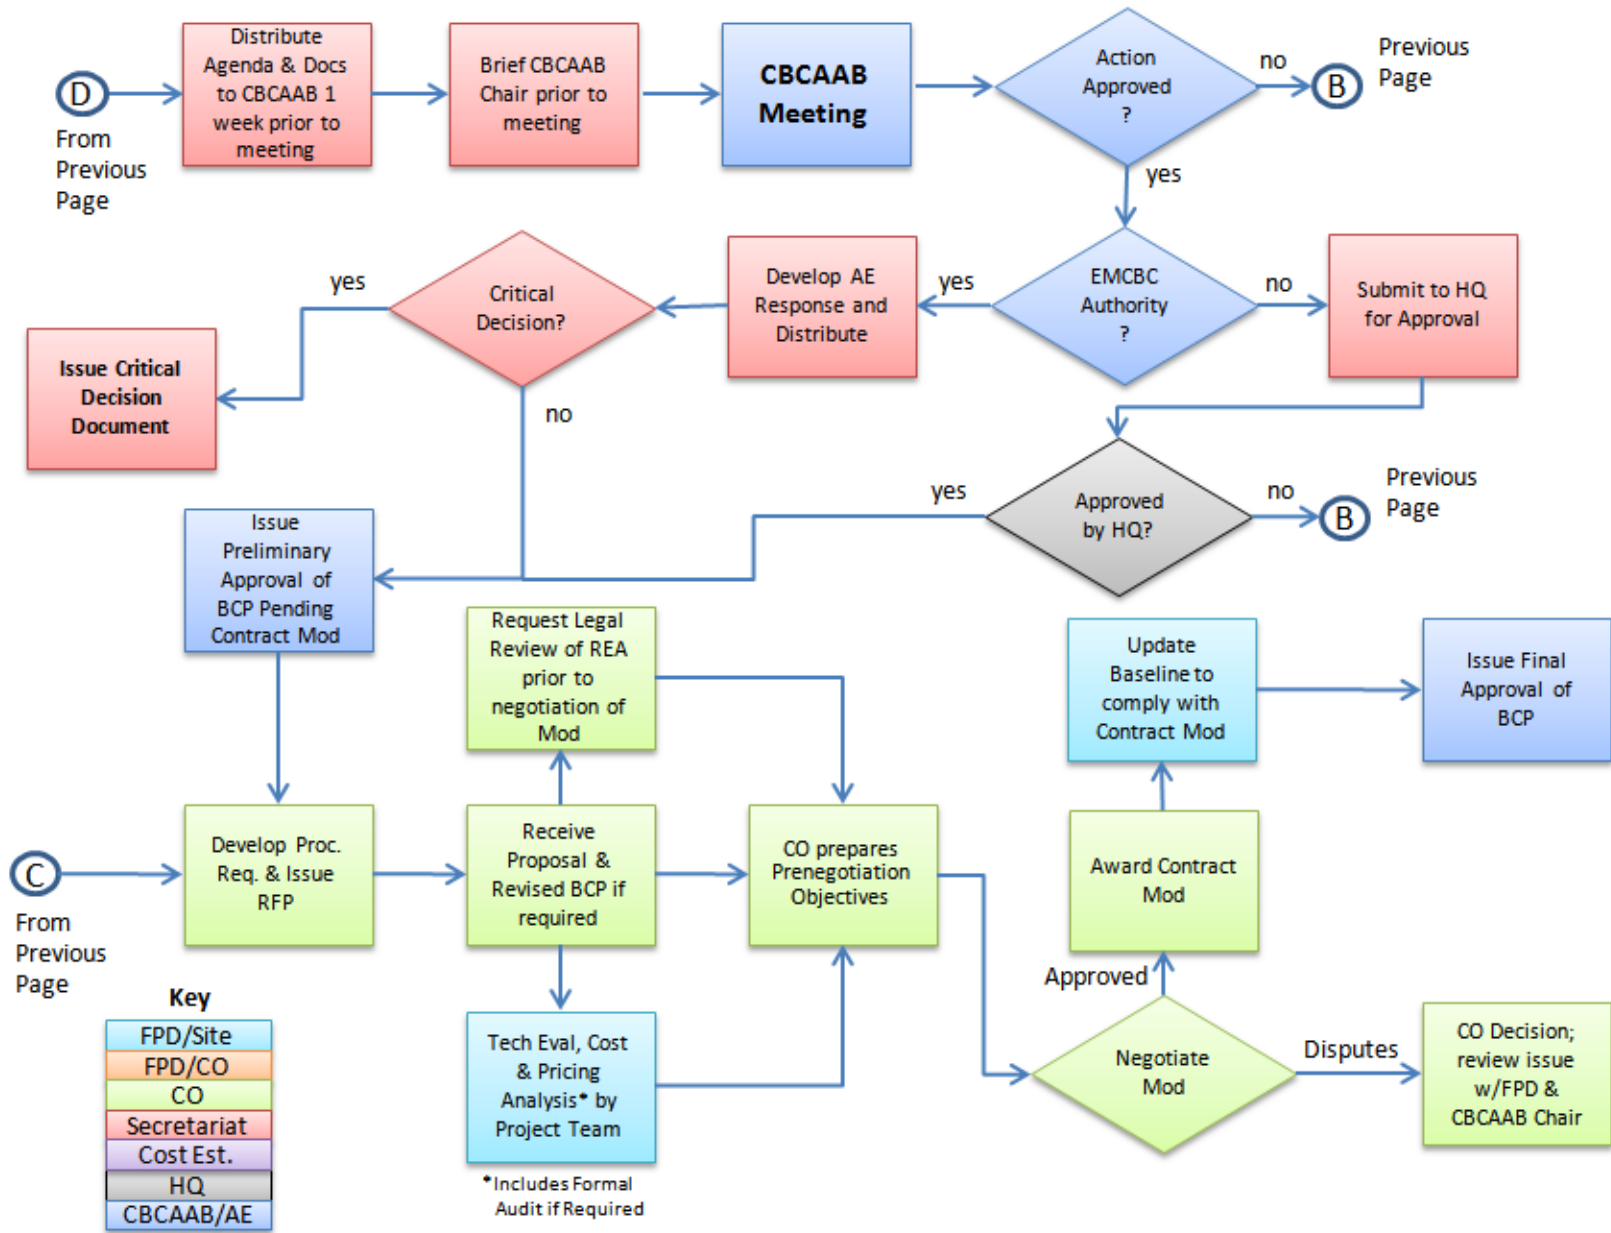 D
From
Previous
Page
Distribute
Agenda & Docs
to CBCAAB 1
week prior to
meeting
Brief CBCAAB
Chair prior to
meeting
CBCAAB
Meeting
Action
Approved
?
no
B
Previous
Page
yes
EMCBC
Authority
?
no
Submit to HQ
for Approval
yes
Develop AE
Response and
Distribute
Critical
Decision?
yes
Issue Critical
Decision
Document
no
Approved
by HQ?
no
B
Previous
Page
yes
Issue
Preliminary
Approval of
BCP Pending
Contract Mod
C
From
Previous
Page
Develop Proc.
Req. & Issue
RFP
Receive
Proposal &
Revised BCP if
required
Request Legal
Review of REA
prior to
negotiation of
Mod
Tech Eval, Cost
& Pricing
Analysis* by
Project Team
*Includes Formal
Audit if Required
CO prepares
Prenegotiation
Objectives
Negotiate
Mod
Approved
Award Contract
Mod
Update
Baseline to
comply with
Contract Mod
Issue Final
Approval of
BCP
Disputes
CO Decision;
review issue
w/FPD &
CBCAAB Chair
Key
FPD/Site
FPD/CO
CO
Secretariat
Cost Est.
HQ
CBCAAB/AE